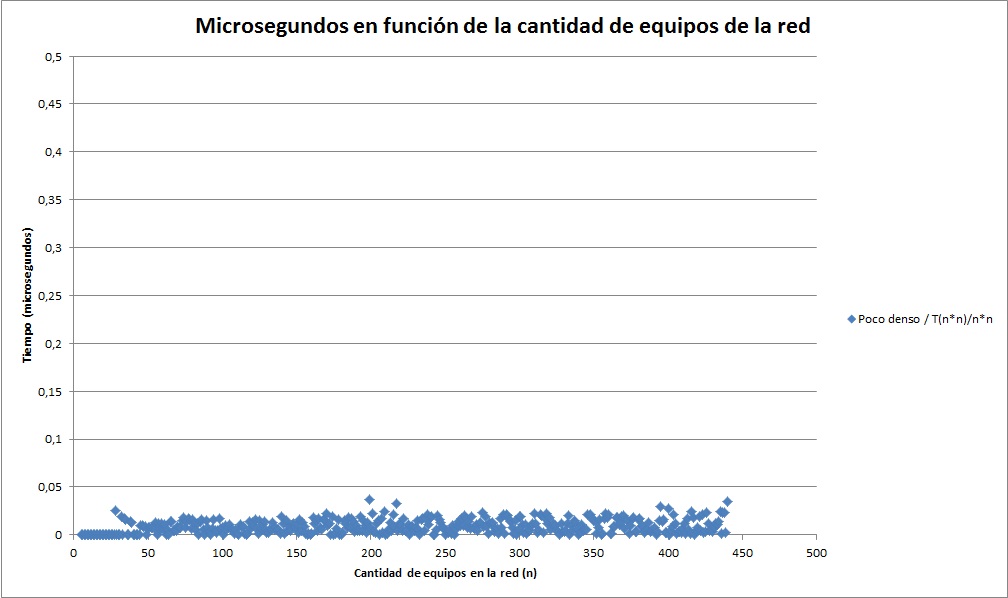 Microsegundos en función de la cantidad de equipos de la red
0,5
0,45
0,4
0,35
0,3
0,25
0,2
0,15
0,1
0,05
0
Tiempo (microsegundos)
0 50 100 150 200 250 300 350 400 450 500
Cantidad de equipos en la red (n)
Poco denso / T(n*n)/n*n